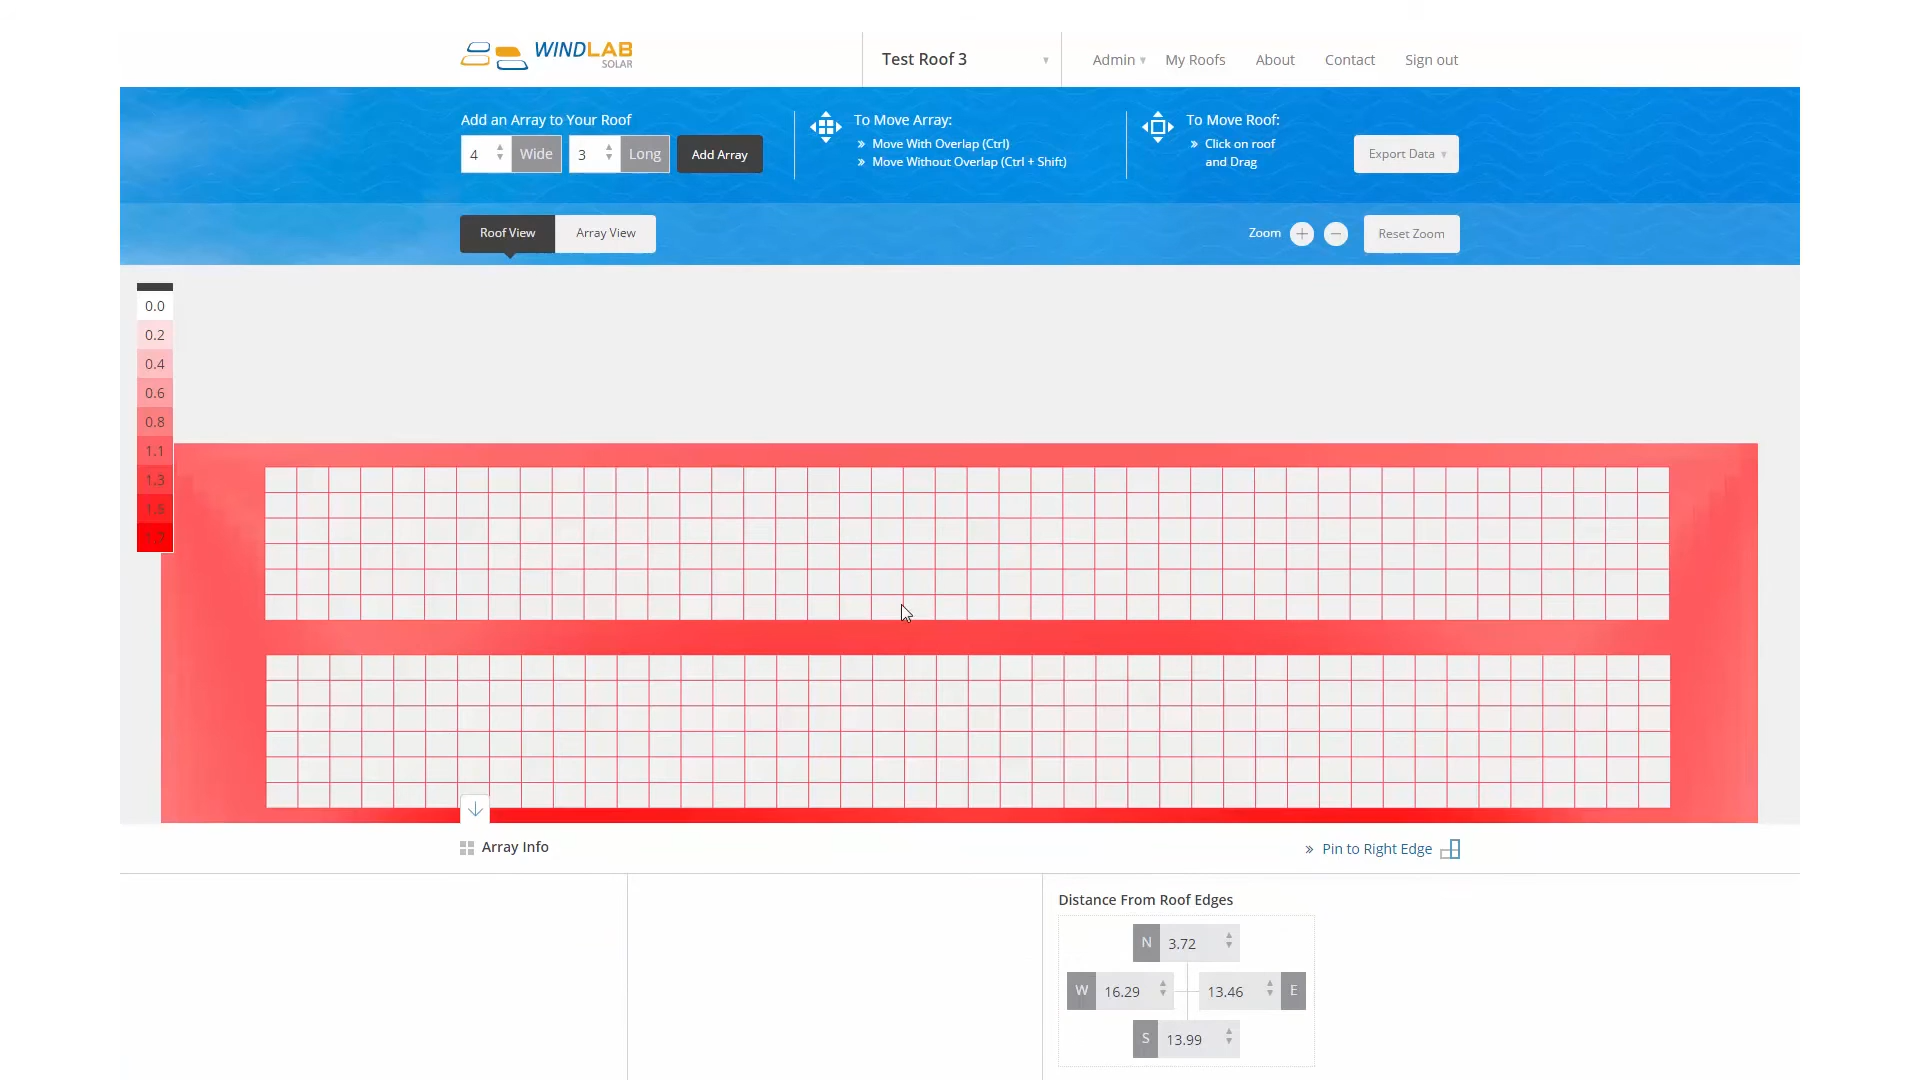 WINDLAB
SOLAR
Test Roof 3
Admin
My Roofs
About
Contact
Sign out
Add an Array to Your Roof
4 Wide
3 Long
Add Array
To Move Array:
» Move With Overlap (Ctrl)
» Move Without Overlap (Ctrl + Shift)
To Move Roof:
» Click on roof
and Drag
Export Data
Roof View
Array View
Zoom + −
Reset Zoom
0.0
0.2
0.4
0.6
0.8
1.1
1.3
1.5
1.7
Array Info
» Pin to Right Edge
Distance From Roof Edges
N 3.72
W 16.29
13.46 E
S 13.99